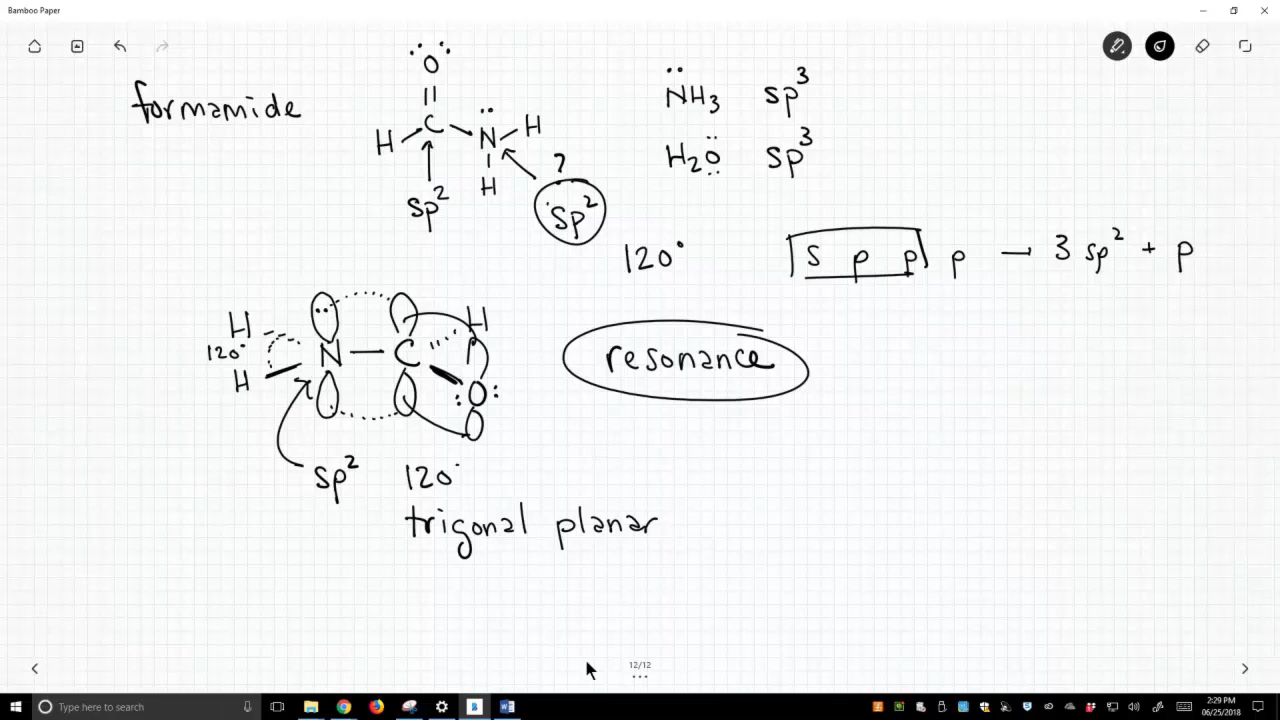 Bamboo Paper
formamide
O
H C N H
H
sp²
?
sp²
NH₃ sp³
H₂O sp³
120°
s p p p → 3 sp² + p
H
120°
H
N C H
:O:
resonance
sp²
120°
trigonal planar
12/12
Type here to search
2:29 PM
06/25/2018